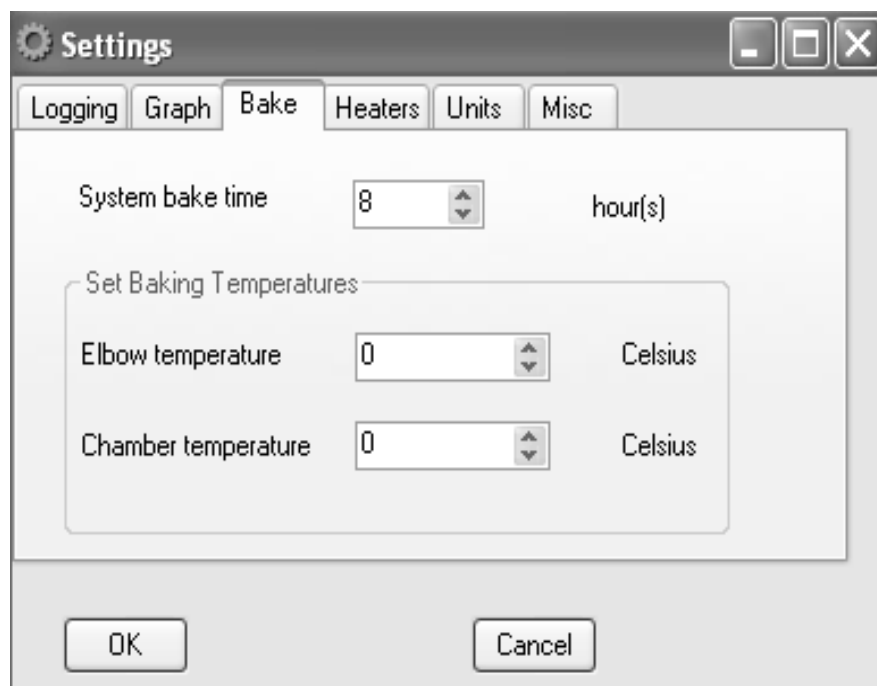 Settings
Logging Graph Bake Heaters Units Misc
System bake time 8 hour(s)
Set Baking Temperatures
Elbow temperature 0 Celsius
Chamber temperature 0 Celsius
OK Cancel